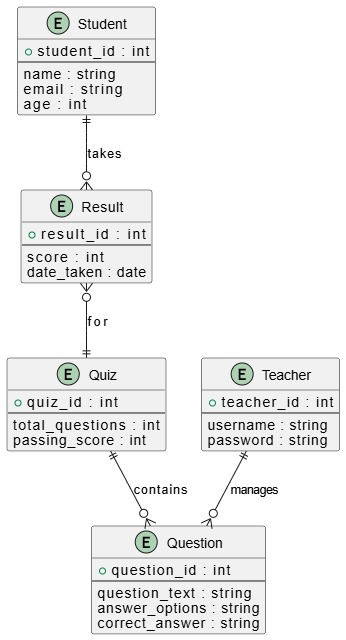 E Student
student_id : int
name : string
email : string
age : int
takes
E Result
result_id : int
score : int
date_taken : date
for
E Quiz
quiz_id : int
total_questions : int
passing_score : int
E Teacher
teacher_id : int
username : string
password : string
contains
manages
E Question
question_id : int
question_text : string
answer_options : string
correct_answer : string